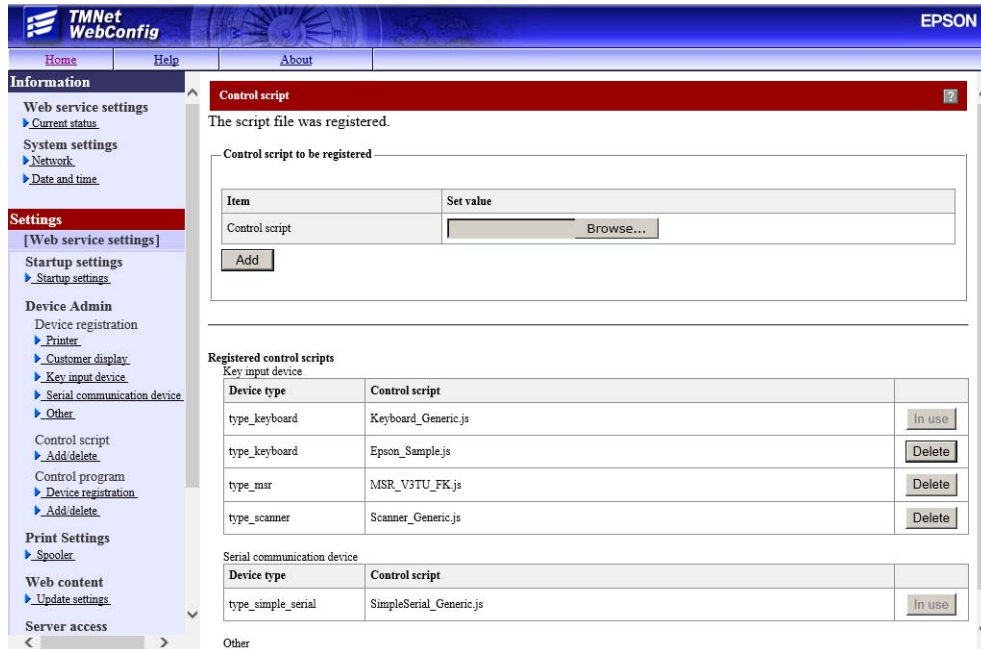 TMNet
WebConfig
EPSON
Home Help About
Information
Web service settings
Current status
System settings
Network
Date and time
Settings
[Web service settings]
Startup settings
Startup settings
Device Admin
Device registration
Printer
Customer display
Key input device
Serial communication device
Other
Control script
Add/delete
Control program
Device registration
Add/delete
Print Settings
Spooler
Web content
Update settings
Server access
Control script ?
The script file was registered.
Control script to be registered
Item Set value
Control script Browse...
Add
Registered control scripts
Key input device
Device type Control script
type_keyboard Keyboard_Generic.js In use
type_keyboard Epson_Sample.js Delete
type_msr MSR_V3TU_FK.js Delete
type_scanner Scanner_Generic.js Delete
Serial communication device
Device type Control script
type_simple_serial SimpleSerial_Generic.js In use
Other